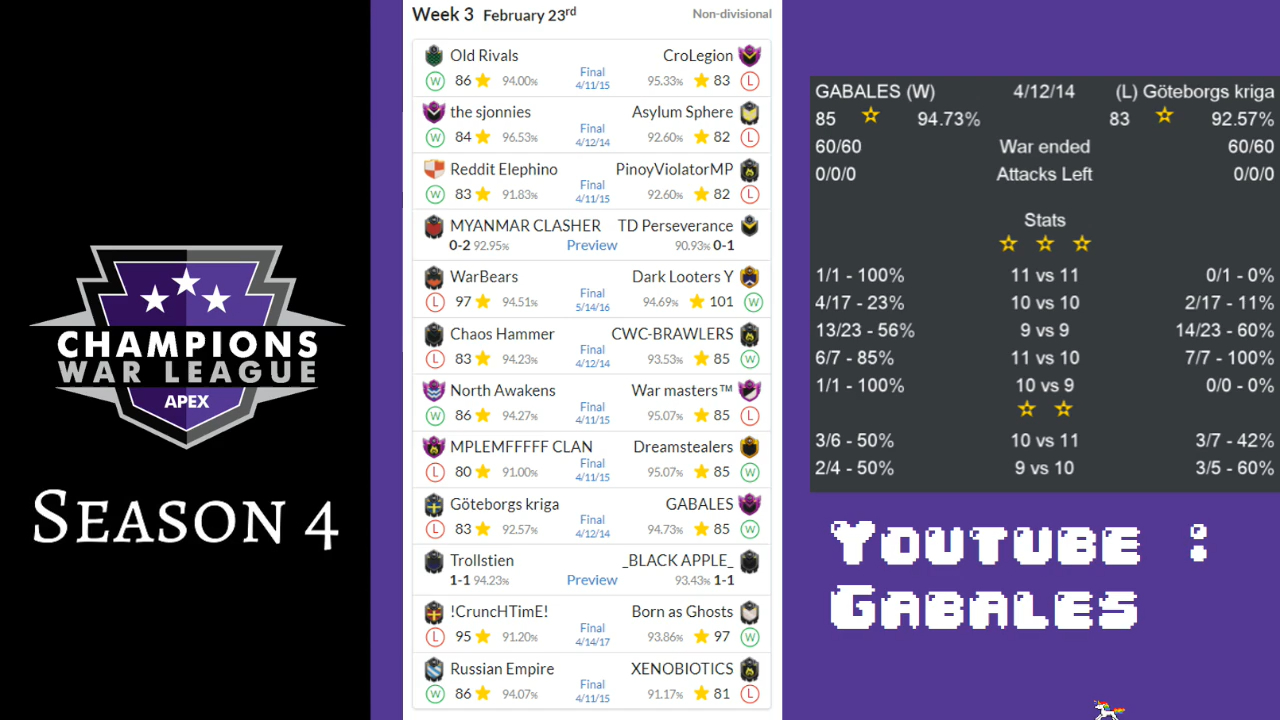 CHAMPIONS
WAR LEAGUE
APEX
SEASON 4
Week 3 February 23rd Non-divisional
Old Rivals CroLegion
W 86 94.00% Final 4/11/15 95.33% 83 L
the sjonnies Asylum Sphere
W 84 96.53% Final 4/12/14 92.60% 82 L
Reddit Elephino PinoyViolatorMP
W 83 91.83% Final 4/11/15 92.60% 82 L
MYANMAR CLASHER TD Perseverance
0-2 92.95% Preview 90.93% 0-1
WarBears Dark Looters Y
L 97 94.51% Final 5/14/16 94.69% 101 W
Chaos Hammer CWC-BRAWLERS
L 83 94.23% Final 4/12/14 93.53% 85 W
North Awakens War masters™
W 86 94.27% Final 4/11/15 95.07% 85 L
MPLEMFFFFF CLAN Dreamstealers
L 80 91.00% Final 4/11/15 95.07% 85 W
Göteborgs kriga GABALES
L 83 92.57% Final 4/12/14 94.73% 85 W
Trollstien _BLACK APPLE_
1-1 94.23% Preview 93.43% 1-1
!CruncHTimE! Born as Ghosts
L 95 91.20% Final 4/14/17 93.86% 97 W
Russian Empire XENOBIOTICS
W 86 94.07% Final 4/11/15 91.17% 81 L
GABALES (W) 4/12/14 (L) Göteborgs kriga
85 94.73% 83 92.57%
60/60 War ended 60/60
0/0/0 Attacks Left 0/0/0
Stats
1/1 - 100% 11 vs 11 0/1 - 0%
4/17 - 23% 10 vs 10 2/17 - 11%
13/23 - 56% 9 vs 9 14/23 - 60%
6/7 - 85% 11 vs 10 7/7 - 100%
1/1 - 100% 10 vs 9 0/0 - 0%
3/6 - 50% 10 vs 11 3/7 - 42%
2/4 - 50% 9 vs 10 3/5 - 60%
YOUTUBE :
GABALES